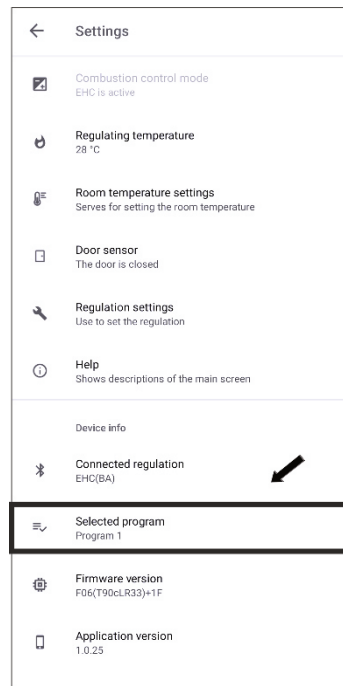 Settings
Combustion control mode
EHC is active
Regulating temperature
28 °C
Room temperature settings
Serves for setting the room temperature
Door sensor
The door is closed
Regulation settings
Use to set the regulation
Help
Shows descriptions of the main screen
Device info
Connected regulation
EHC(BA)
Selected program
Program 1
Firmware version
F06(T90cLR33)+1F
Application version
1.0.25